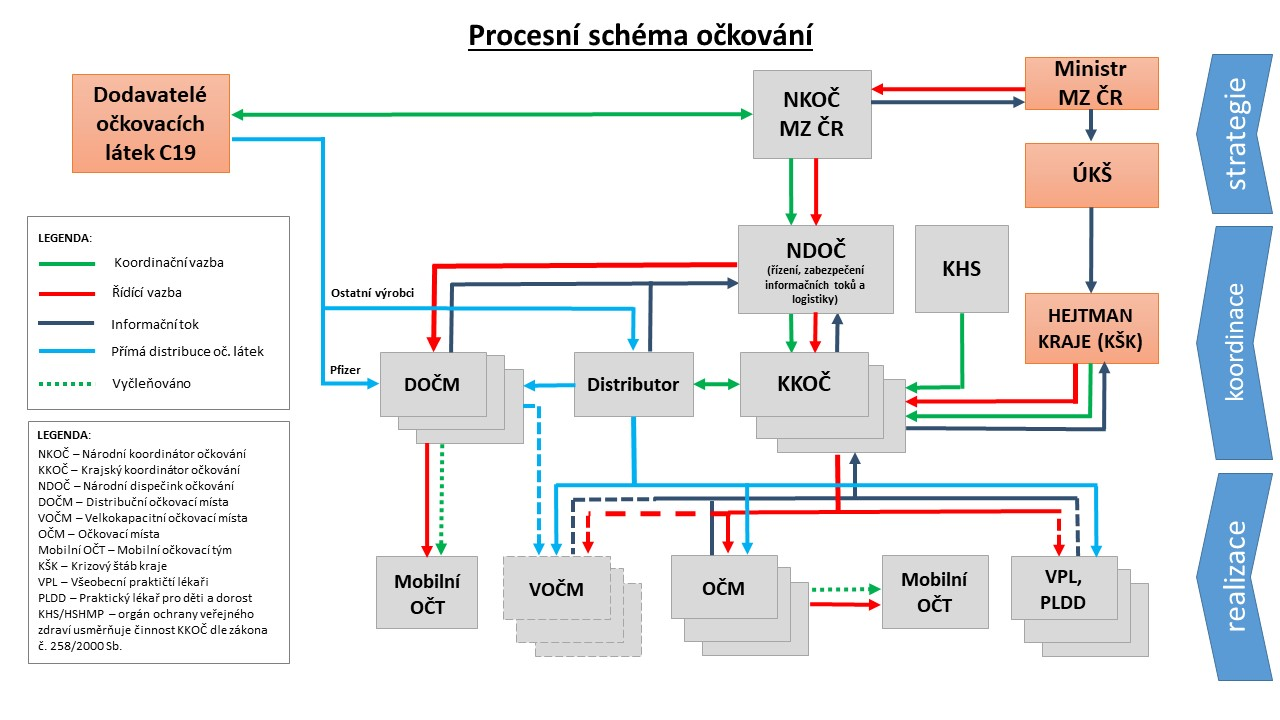 Procesní schéma očkování
Dodavatelé
očkovacích
látek C19
NKOČ
MZ ČR
Ministr
MZ ČR
ÚKŠ
strategie
LEGENDA:
Koordinační vazba
Řídící vazba
Informační tok
Přímá distribuce oč. látek
Vyčleňováno
NDOČ
(řízení, zabezpečení
informačních toků a
logistiky)
KHS
HEJTMAN
KRAJE (KŠK)
koordinace
Ostatní výrobci
Pfizer
DOČM
Distributor
KKOČ
LEGENDA:
NKOČ – Národní koordinátor očkování
KKOČ – Krajský koordinátor očkování
NDOČ – Národní dispečink očkování
DOČM – Distribuční očkovací místa
VOČM – Velkokapacitní očkovací místa
OČM – Očkovací místa
Mobilní OČT – Mobilní očkovací tým
KŠK – Krizový štáb kraje
VPL – Všeobecní praktičtí lékaři
PLDD – Praktický lékař pro děti a dorost
KHS/HSHMP – orgán ochrany veřejného
zdraví usměrňuje činnost KKOČ dle zákona
č. 258/2000 Sb.
Mobilní
OČT
VOČM
OČM
Mobilní
OČT
VPL,
PLDD
realizace